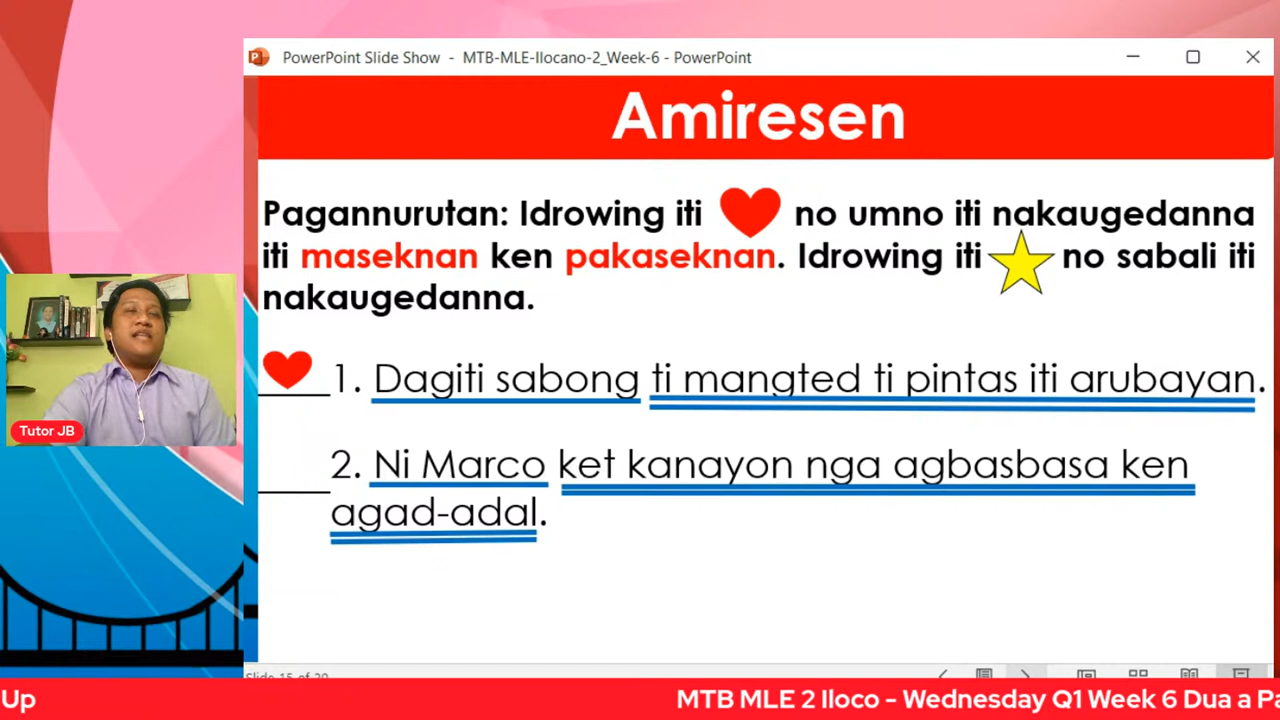 PowerPoint Slide Show - MTB-MLE-Ilocano-2_Week-6 - PowerPoint
Amiresen
Pagannurutan: Idrowing iti no umno iti nakaugedanna
iti maseknan ken pakaseknan. Idrowing iti no sabali iti
nakaugedanna.
1. Dagiti sabong ti mangted ti pintas iti arubayan.
2. Ni Marco ket kanayon nga agbasbasa ken
agad-adal.
Tutor JB
Slide 15 of
Up
MTB MLE 2 Iloco - Wednesday Q1 Week 6 Dua a Pa